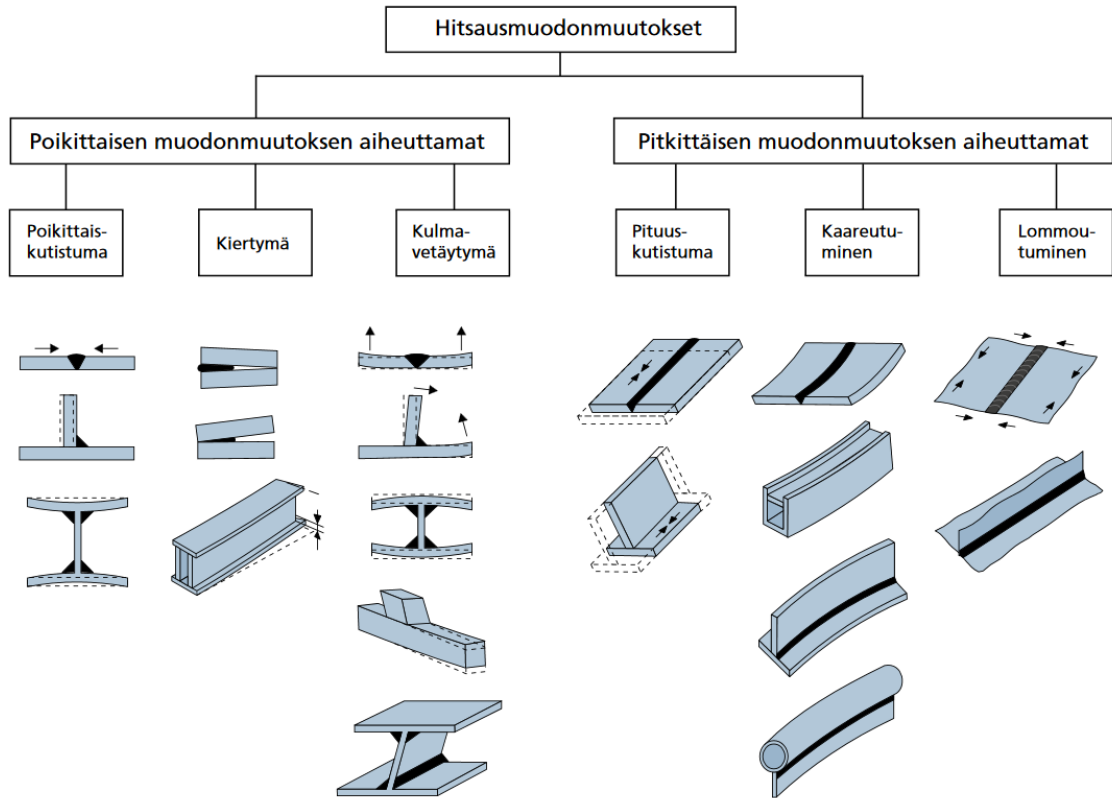 Hitsausmuodonmuutokset
Poikittaisen muodonmuutoksen aiheuttamat
Pitkittäisen muodonmuutoksen aiheuttamat
Poikittais-
kutistuma
Kiertymä
Kulma-
vetäytymä
Pituus-
kutistuma
Kaareutu-
minen
Lommou-
tuminen